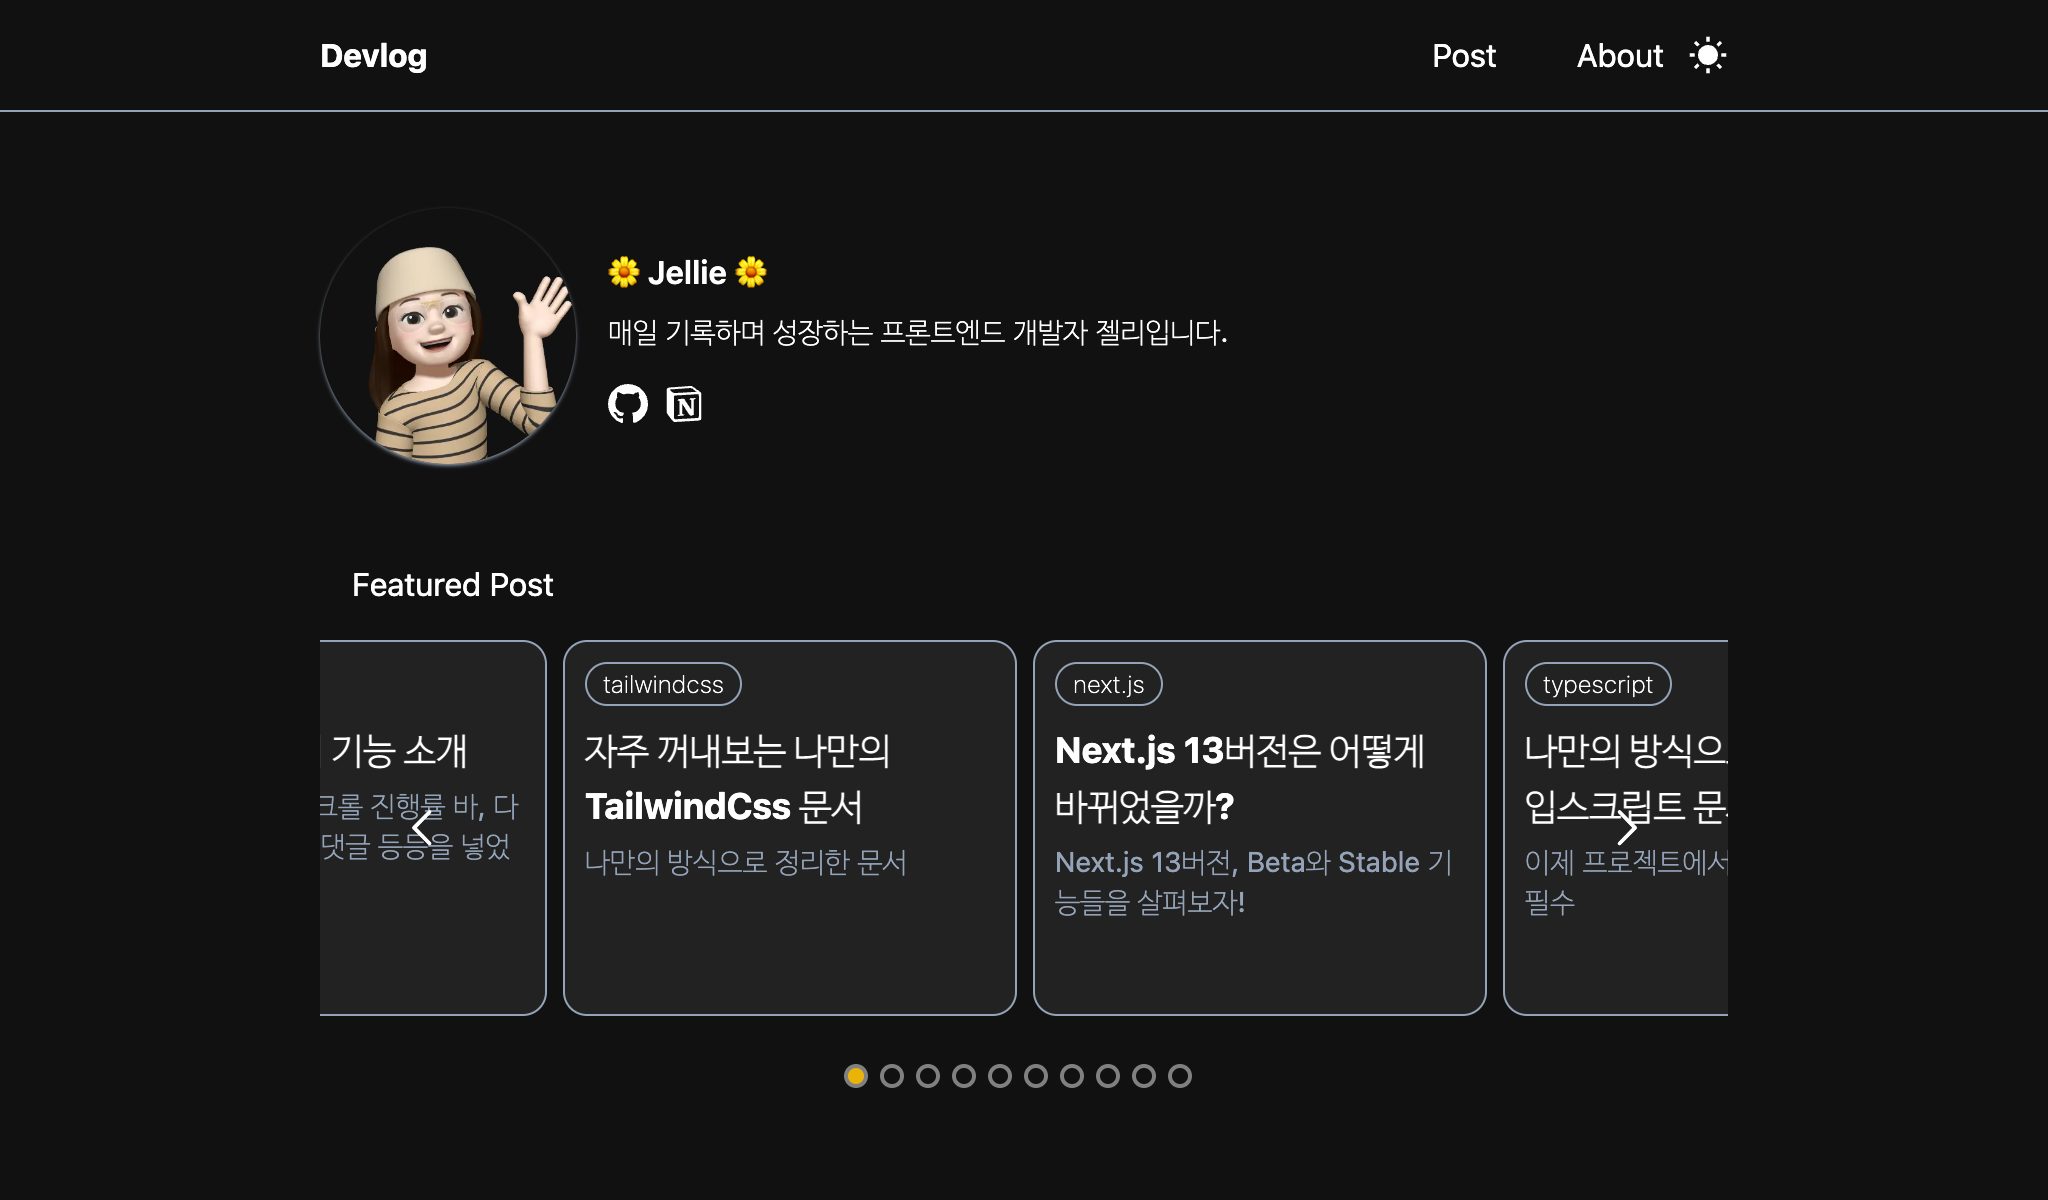 Devlog
Post
About
Jellie
매일 기록하며 성장하는 프론트엔드 개발자 젤리입니다.
N
Featured Post
기능 소개
크롤 진행률 바, 다
댓글 등등을 넣었
tailwindcss
자주 꺼내보는 나만의
TailwindCss 문서
나만의 방식으로 정리한 문서
next.js
Next.js 13버전은 어떻게
바뀌었을까?
Next.js 13버전, Beta와 Stable 기
능들을 살펴보자!
typescript
나만의 방식으
입스크립트
이제 프로젝트에서
필수